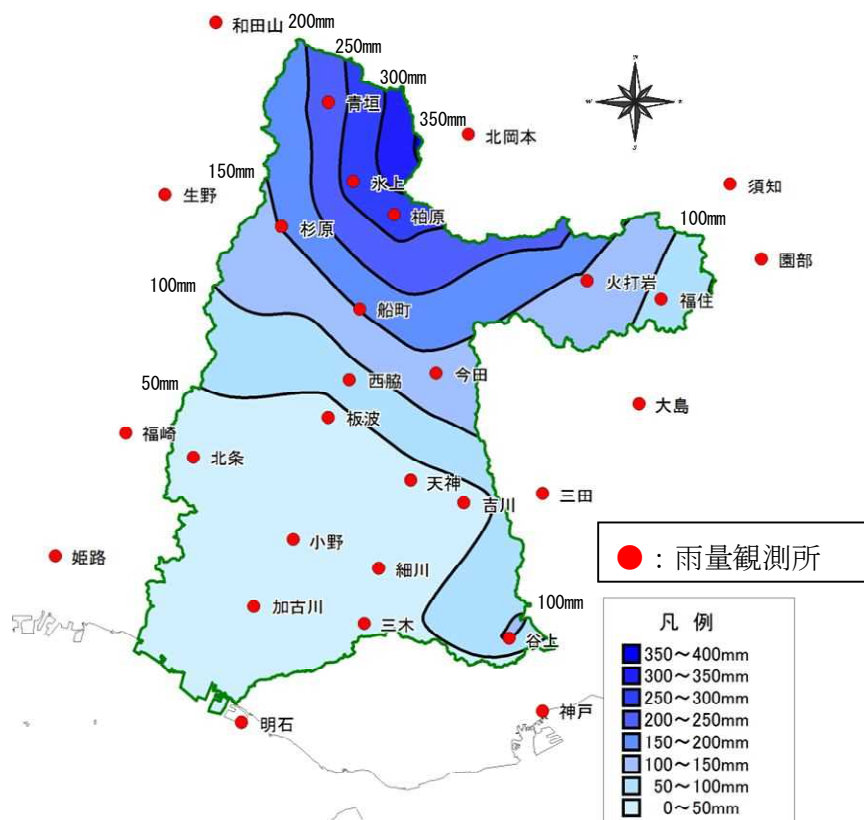 200mm
和田山
250mm
N
300mm
青垣
350mm
北岡本
W
E
S
150mm
生野
氷上
須知
柏原
杉原
100mm
園部
火打岩
100mm
福住
船町
今田
西脇
50mm
大島
板波
福崎
北条
天神
三田
吉川
小野
姫路
細川
:雨量観測所
加古川
100mm
三木
谷上
凡 例
350~400mm
300~350mm
250~300mm
200~250mm
150~200mm
100~150mm
50~100mm
0~50mm
神戸
明石